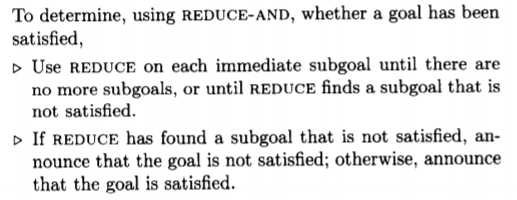 To determine, using REDUCE-AND, whether a goal has been
satisfied,
▹ Use REDUCE on each immediate subgoal until there are
no more subgoals, or until REDUCE finds a subgoal that is
not satisfied.
▹ If REDUCE has found a subgoal that is not satisfied, an-
nounce that the goal is not satisfied; otherwise, announce
that the goal is satisfied.